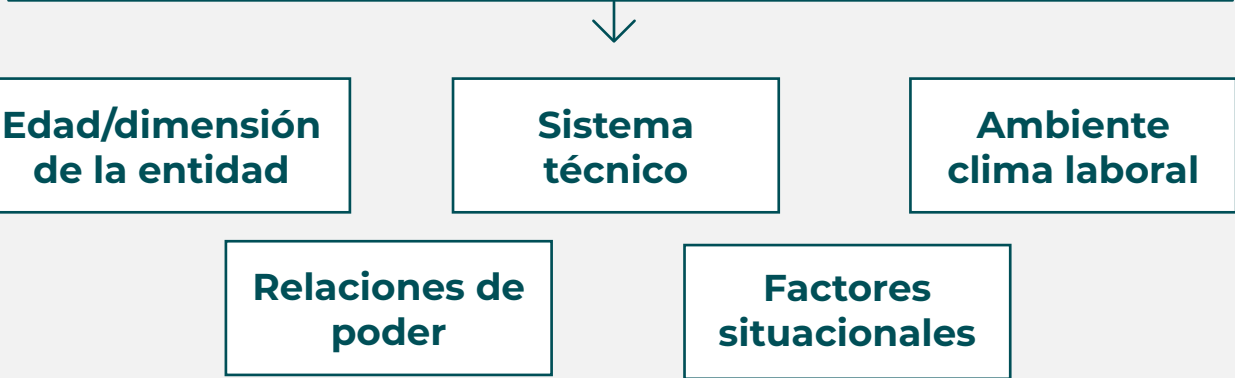 Edad/dimensión
de la entidad
Sistema
técnico
Ambiente
clima laboral
Relaciones de
poder
Factores
situacionales